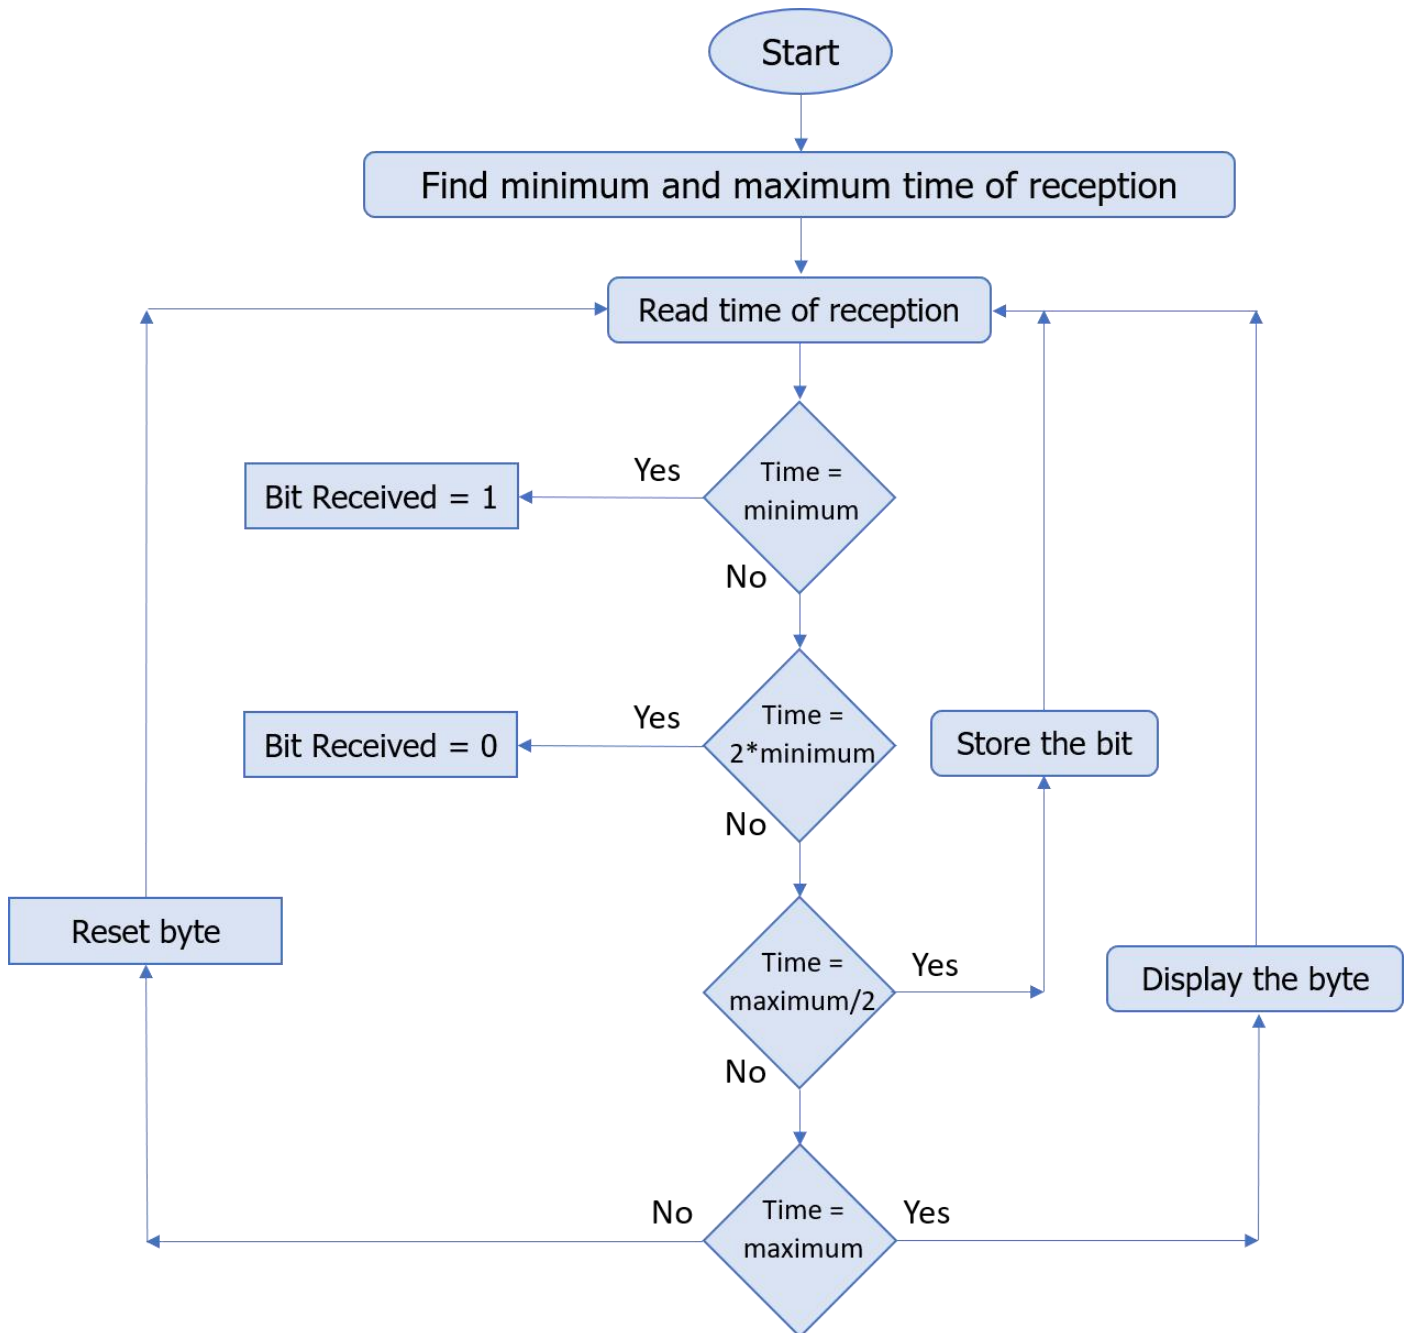 Start
Find minimum and maximum time of reception
Read time of reception
Yes
Time =
minimum
Bit Received = 1
No
Yes
Time =
2*minimum
Bit Received = 0
Store the bit
No
Reset byte
Time =
maximum/2
Yes
Display the byte
No
No
Time =
maximum
Yes